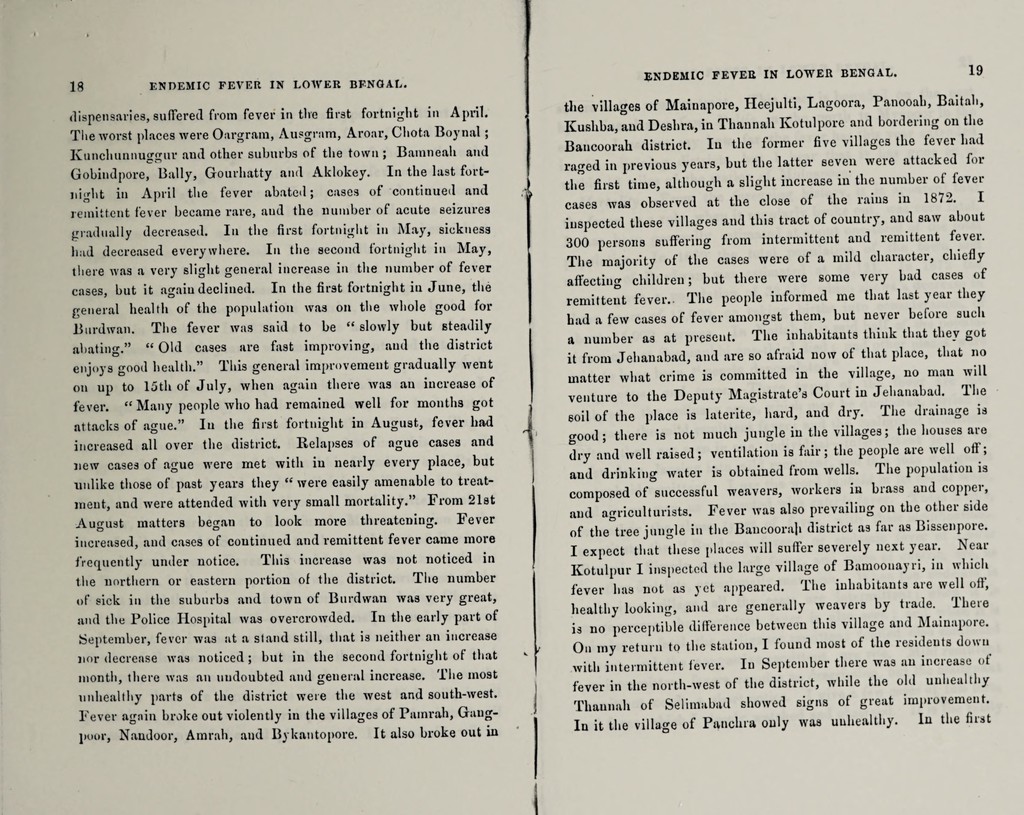 18 ENDEMIC FEVER IN LOWER BENGAL.
dispensaries, suffered from fever in the first fortnight in April.
The worst places were Oargram, Ausgram, Aroar, Chota Boynal;
Kunchunnuggur and other suburbs of the town; Bamneah and
Gobindpore, Bally, Gourhatty and Aklokey. In the last fort-
night in April the fever abated; cases of continued and
remittent fever became rare, and the number of acute seizures
gradually decreased. In the first fortnight in May, sickness
had decreased everywhere. In the second fortnight in May,
there was a very slight general increase in the number of fever
cases, but it again declined. In the first fortnight in June, the
general health of the population was on the whole good for
Burdwan. The fever was said to be “ slowly but steadily
abating.” “ Old cases are fast improving, and the district
enjoys good health.” This general improvement gradually went
on up to 15th of July, when again there was an increase of
fever. “ Many people who had remained well for months got
attacks of ague.” In the first fortnight in August, fever had
increased all over the district. Relapses of ague cases and
new cases of ague were met with in nearly every place, but
unlike those of past years they “ were easily amenable to treat-
ment, and were attended with very small mortality.” From 21st
August matters began to look more threatening. Fever
increased, and cases of continued and remittent fever came more
frequently under notice. This increase was not noticed in
the northern or eastern portion of the district. The number
of sick in the suburbs and town of Burdwan was very great,
and the Police Hospital was overcrowded. In the early part of
September, fever was at a stand still, that is neither an increase
nor decrease was noticed; but in the second fortnight of that
month, there was an undoubted and general increase. The most
unhealthy parts of the district were the west and south-west.
Fever again broke out violently in the villages of Pamrah, Gang-
poor, Nandoor, Amrah, and Bykantopore. It also broke out in
ENDEMIC FEVER IN LOWER BENGAL. 19
the villages of Mainapore, Heejulti, Lagoora, Panooah, Baitah,
Kushba, and Deshra, in Thannah Kotulpore and bordering on the
Bancoorah district. In the former five villages the fever had
raged in previous years, but the latter seven were attacked for
the first time, although a slight increase in the number of fever
cases was observed at the close of the rains in 1872. I
inspected these villages and this tract of country, and saw about
300 persons suffering from intermittent and remittent fever.
The majority of the cases were of a mild character, chiefly
affecting children; but there were some very bad cases of
remittent fever. The people informed me that last year they
had a few cases of fever amongst them, but never before such
a number as at present. The inhabitants think that they got
it from Jehanabad, and are so afraid now of that place, that no
matter what crime is committed in the village, no man will
venture to the Deputy Magistrate’s Court in Jehanabad. The
soil of the place is laterite, hard, and dry. The drainage is
good; there is not much jungle in the villages; the houses are
dry and well raised; ventilation is fair; the people are well off;
and drinking water is obtained from wells. The population is
composed of successful weavers, workers in brass and copper,
and agriculturists. Fever was also prevailing on the other side
of the tree jungle in the Bancoorah district as far as Bissenpore.
I expect that these places will suffer severely next year. Near
Kotulpur I inspected the large village of Bamoonayri, in which
fever has not as yet appeared. The inhabitants are well off,
healthy looking, and are generally weavers by trade. There
is no perceptible difference between this village and Mainapore.
On my return to the station, I found most of the residents down
with intermittent fever. In September there was an increase of
fever in the north-west of the district, while the old unhealthy
Thannah of Selimabad showed signs of great improvement.
In it the village of Panchra only was unhealthy. In the first